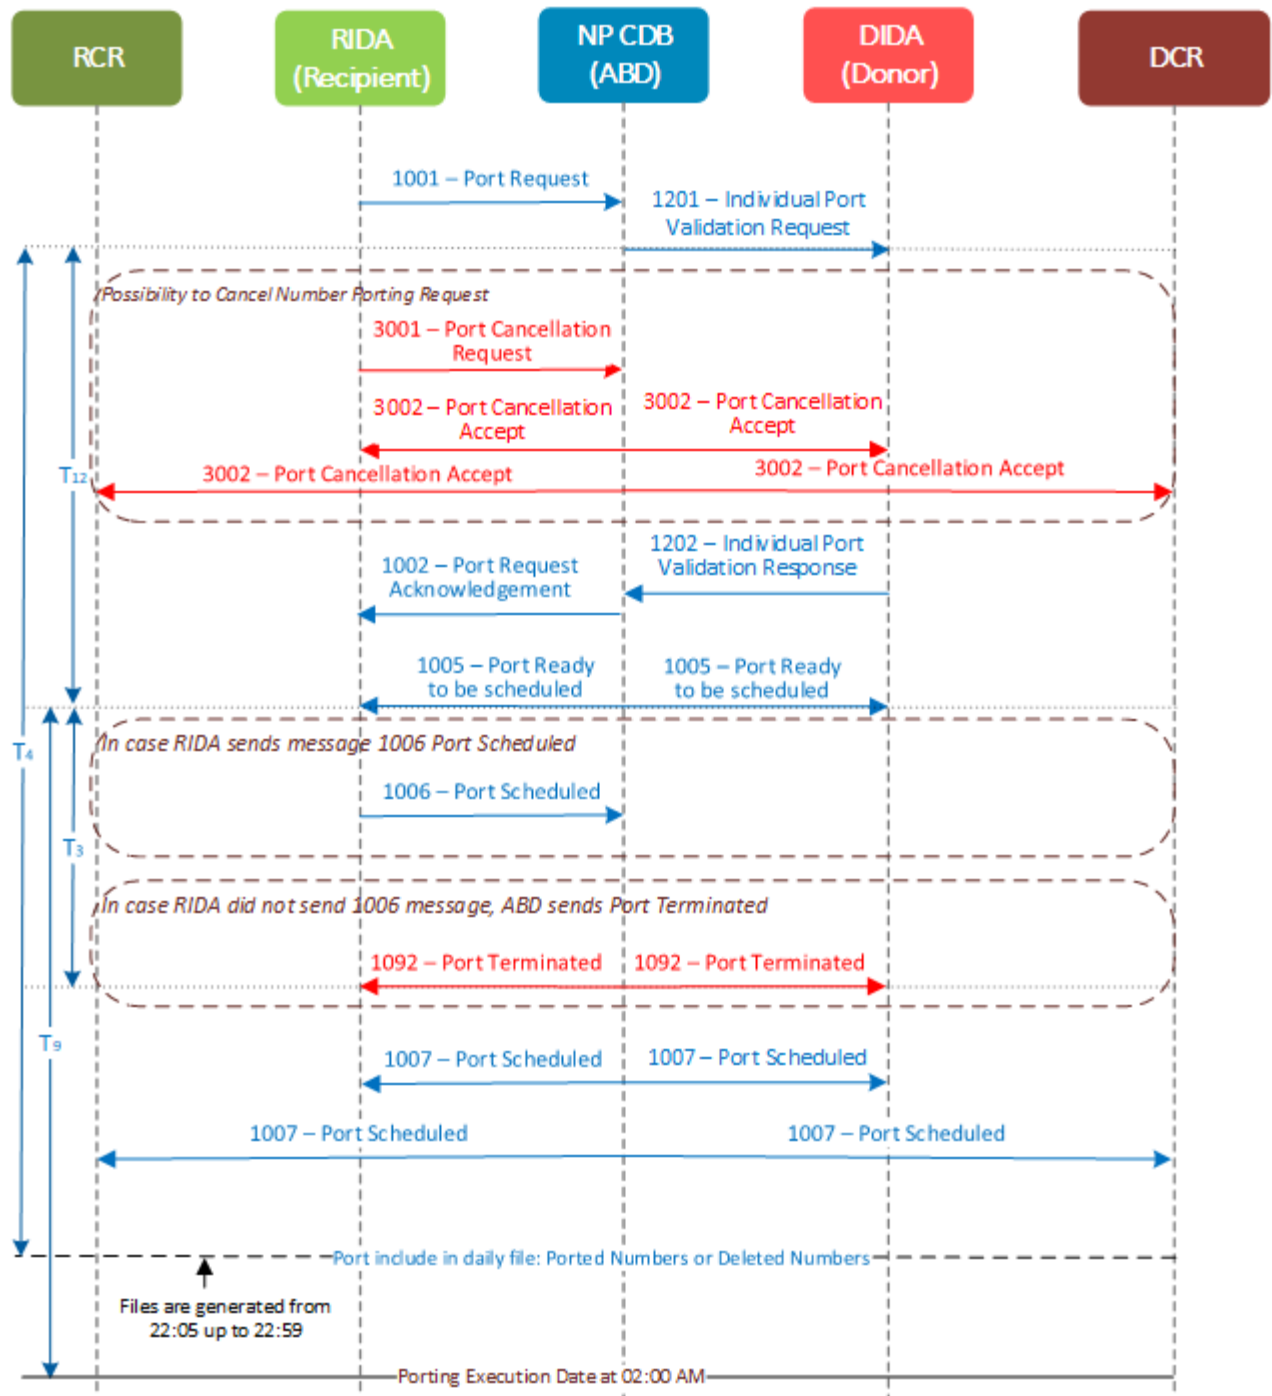 RCR
RIDA
(Recipient)
NP CDB
(ABD)
DIDA
(Donor)
DCR
1001 – Port Request
1201 – Individual Port
Validation Request
Possibility to Cancel Number Porting Request
3001 – Port Cancellation
Request
3002 – Port Cancellation
Accept
3002 – Port Cancellation
Accept
3002 – Port Cancellation Accept
3002 – Port Cancellation Accept
T12
1202 – Individual Port
Validation Response
1002 – Port Request
Acknowledgement
1005 – Port Ready
to be scheduled
1005 – Port Ready
to be scheduled
In case RIDA sends message 1006 Port Scheduled
T4
1006 – Port Scheduled
T3
In case RIDA did not send 1006 message, ABD sends Port Terminated
1092 – Port Terminated
1092 – Port Terminated
T9
1007 – Port Scheduled
1007 – Port Scheduled
1007 – Port Scheduled
1007 – Port Scheduled
Port include in daily file: Ported Numbers or Deleted Numbers
Files are generated from
22:05 up to 22:59
Porting Execution Date at 02:00 AM